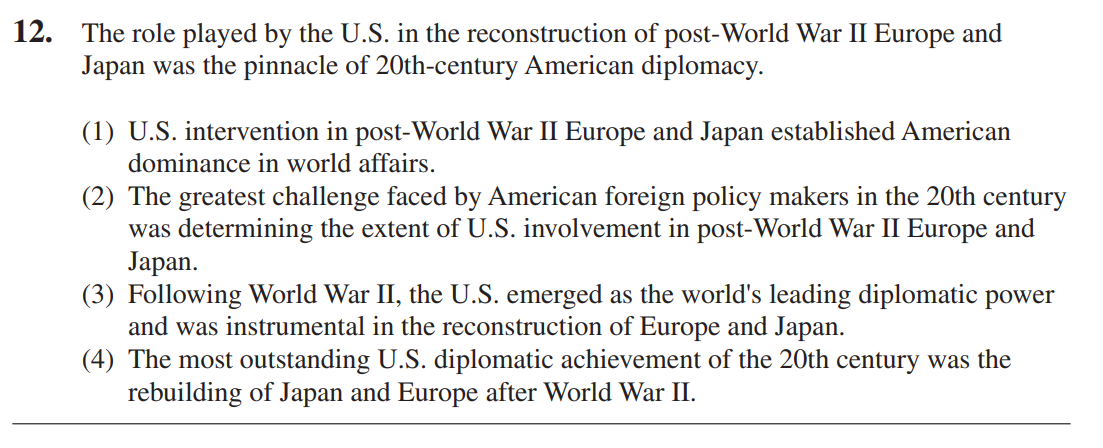 12. The role played by the U.S. in the reconstruction of post-World War II Europe and
Japan was the pinnacle of 20th-century American diplomacy.
(1) U.S. intervention in post-World War II Europe and Japan established American
dominance in world affairs.
(2) The greatest challenge faced by American foreign policy makers in the 20th century
was determining the extent of U.S. involvement in post-World War II Europe and
Japan.
(3) Following World War II, the U.S. emerged as the world's leading diplomatic power
and was instrumental in the reconstruction of Europe and Japan.
(4) The most outstanding U.S. diplomatic achievement of the 20th century was the
rebuilding of Japan and Europe after World War II.